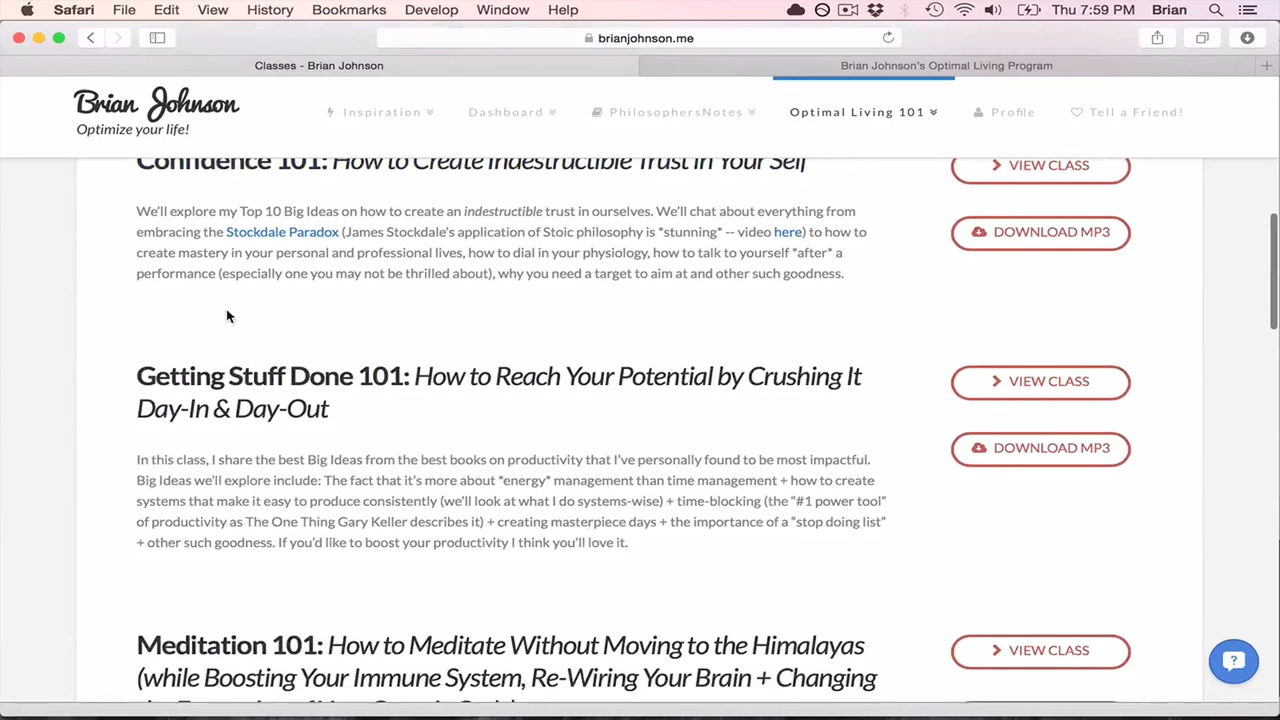 Safari File Edit View History Bookmarks Develop Window Help Thu 7:59 PM Brian
brianjohnson.me
Classes - Brian Johnson
Brian Johnson's Optimal Living Program
Brian Johnson
Optimize your life!
Inspiration Dashboard PhilosophersNotes Optimal Living 101 Profile Tell a Friend!
Confidence 101: How to Create Indestructible Trust in Your Self
VIEW CLASS
We'll explore my Top 10 Big Ideas on how to create an indestructible trust in ourselves. We'll chat about everything from
embracing the Stockdale Paradox (James Stockdale's application of Stoic philosophy is *stunning* -- video here) to how to
create mastery in your personal and professional lives, how to dial in your physiology, how to talk to yourself *after* a
performance (especially one you may not be thrilled about), why you need a target to aim at and other such goodness.
DOWNLOAD MP3
Getting Stuff Done 101: How to Reach Your Potential by Crushing It
Day-In & Day-Out
VIEW CLASS
DOWNLOAD MP3
In this class, I share the best Big Ideas from the best books on productivity that I've personally found to be most impactful.
Big Ideas we'll explore include: The fact that it's more about *energy* management than time management + how to create
systems that make it easy to produce consistently (we'll look at what I do systems-wise) + time-blocking (the "#1 power tool"
of productivity as The One Thing Gary Keller describes it) + creating masterpiece days + the importance of a "stop doing list"
+ other such goodness. If you'd like to boost your productivity I think you'll love it.
Meditation 101: How to Meditate Without Moving to the Himalayas
(while Boosting Your Immune System, Re-Wiring Your Brain + Changing
VIEW CLASS